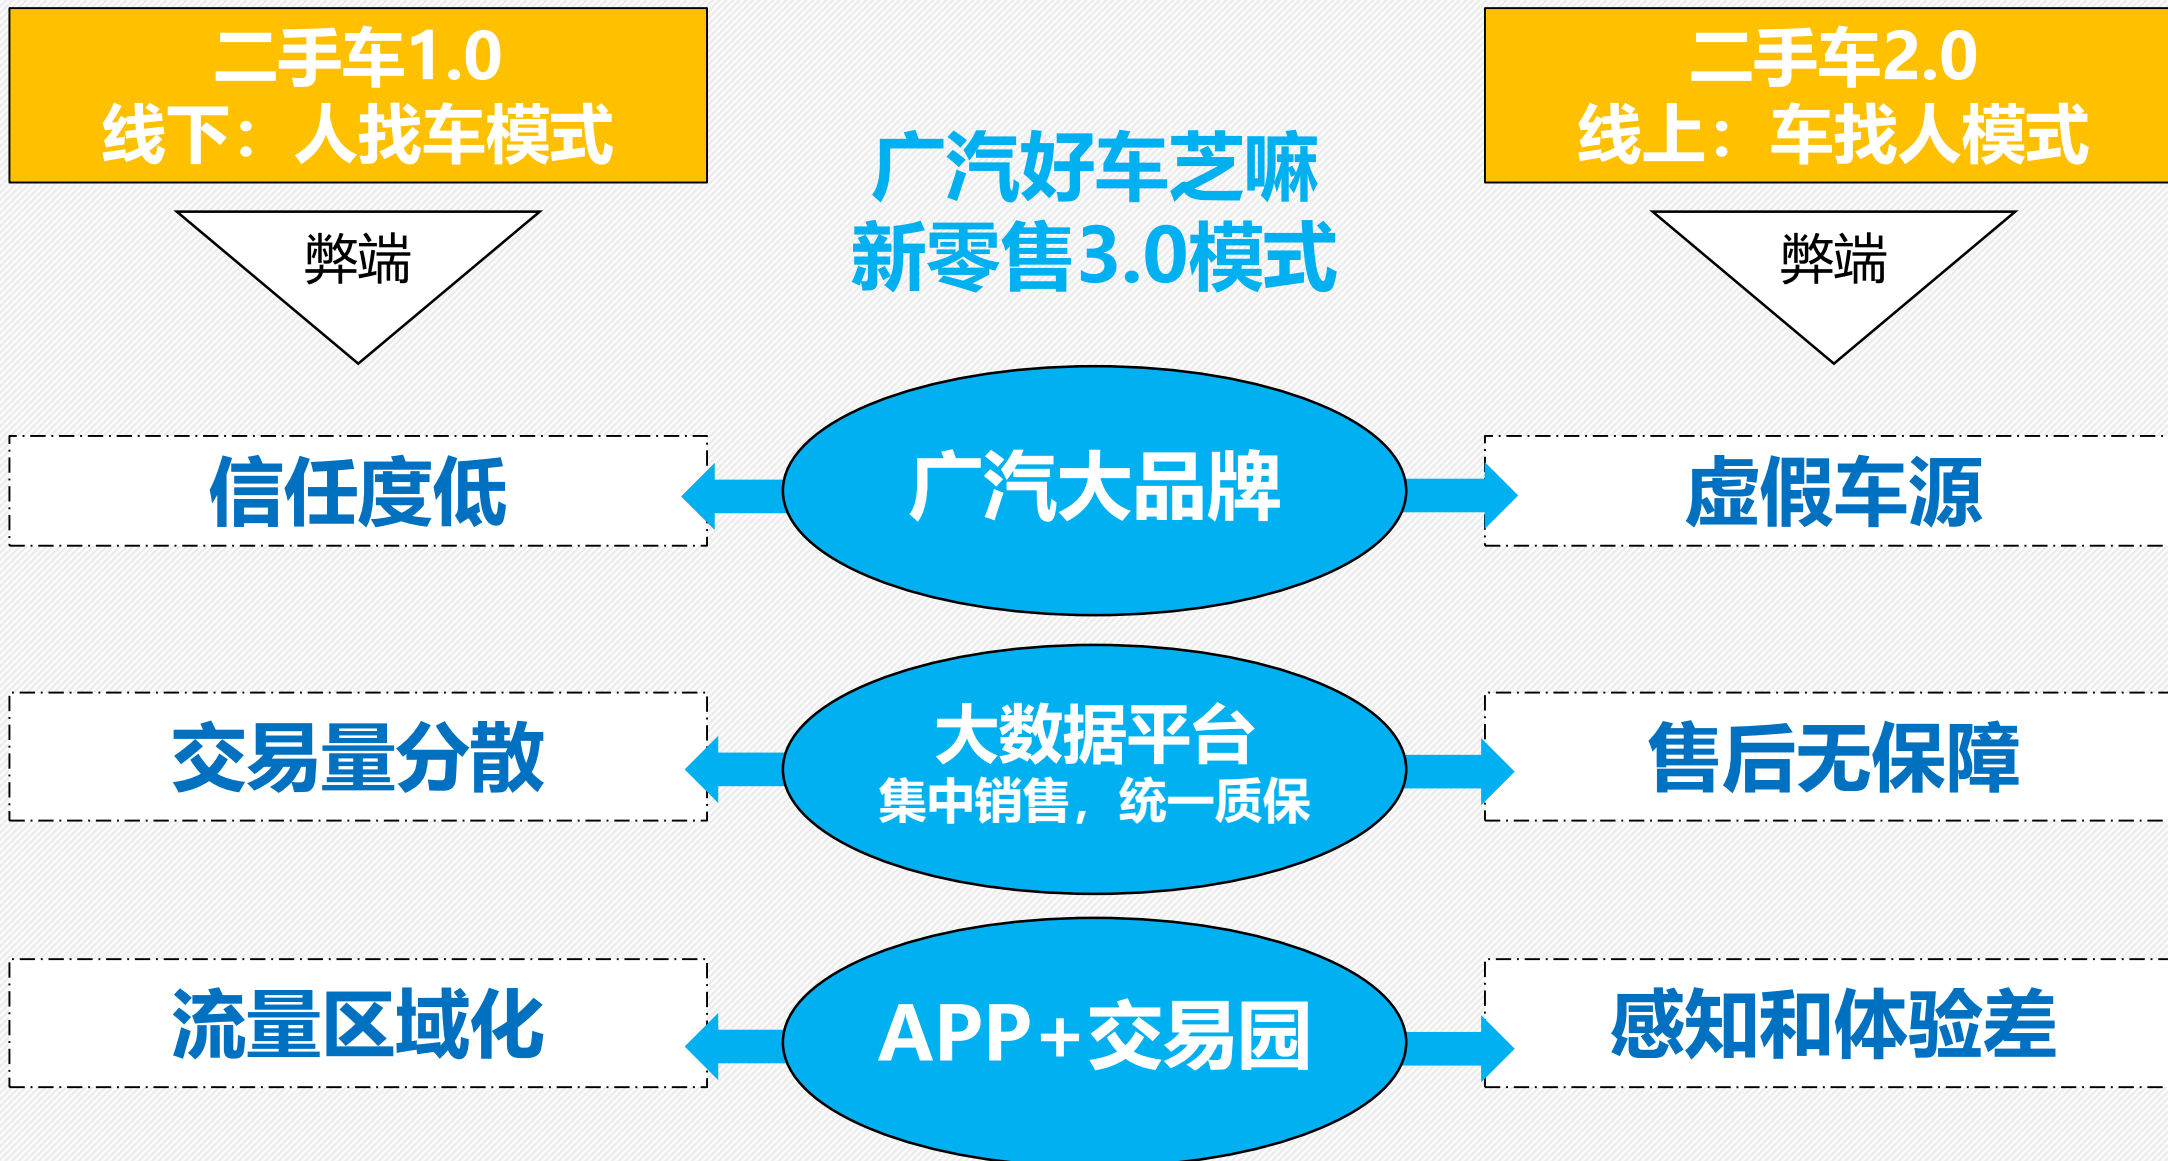 二手车1.0
线下：人找车模式
弊端
广汽好车芝嘛
新零售3.0模式
二手车2.0
线上：车找人模式
弊端
信任度低
广汽大品牌
虚假车源
交易量分散
大数据平台
集中销售，统一质保
售后无保障
流量区域化
APP+交易园
感知和体验差